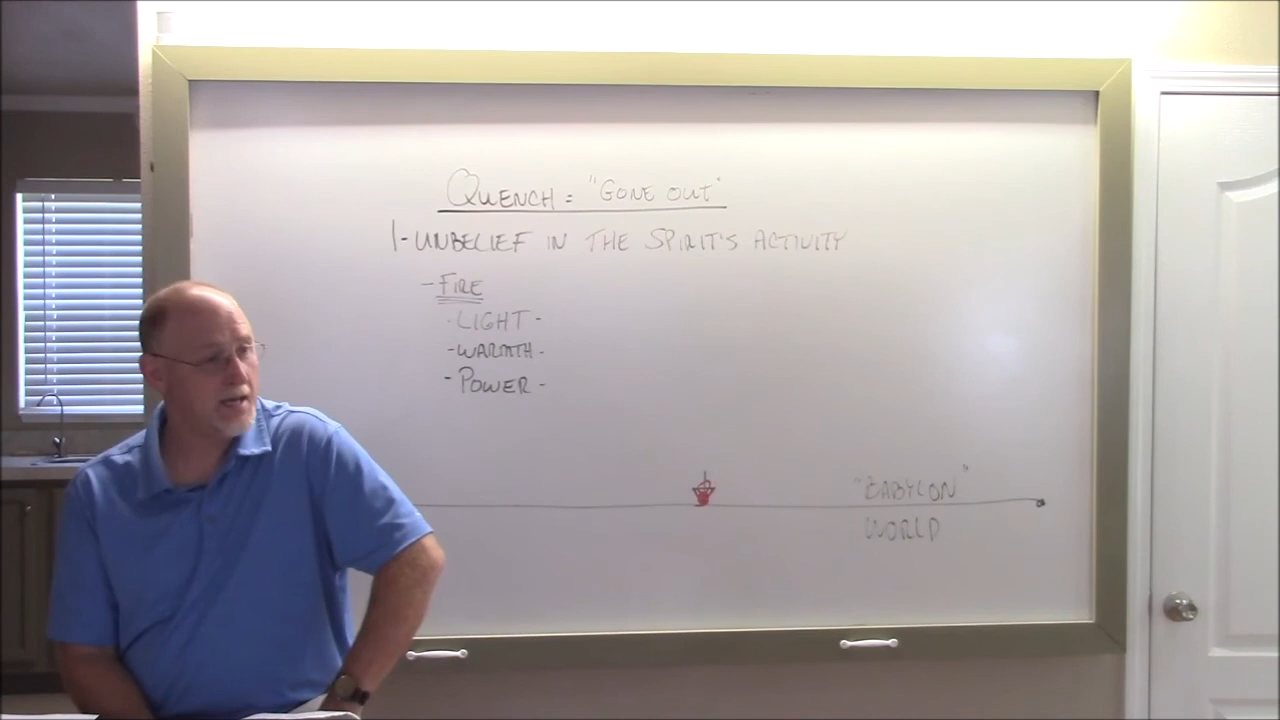 QUENCH = "GONE OUT"
1-UNBELIEF IN THE SPIRIT'S ACTIVITY
-FIRE
-LIGHT-
-WARMTH-
-POWER-
"BABYLON"
WORLD